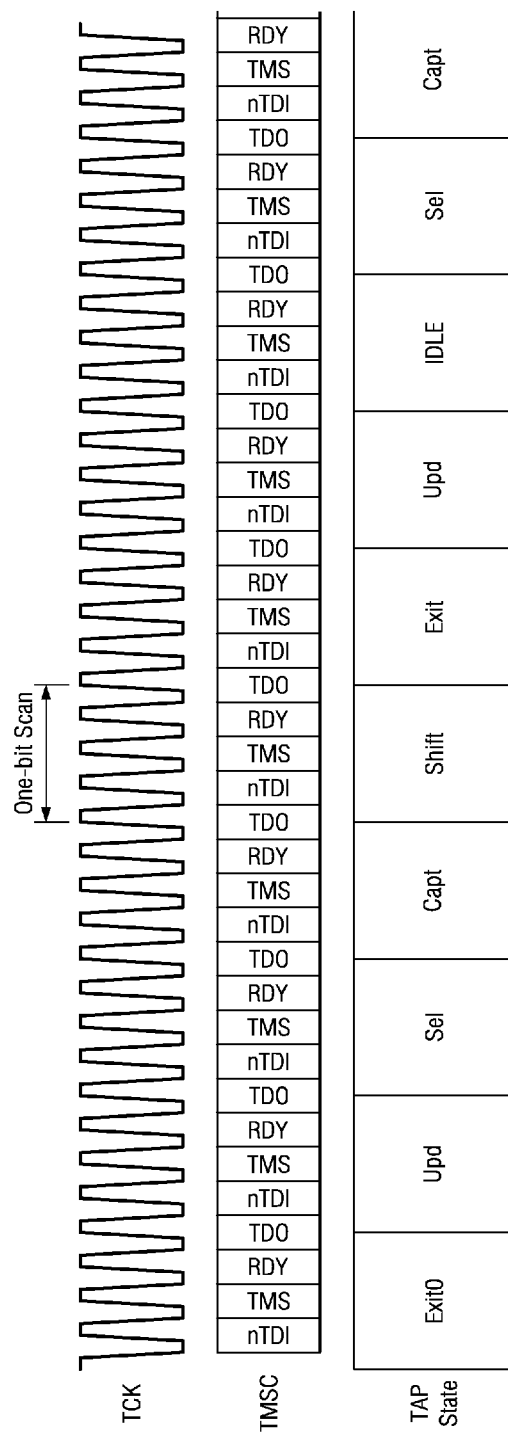 One-bit Scan
TCK
TMSC nTDI TMS RDY TDO nTDI TMS RDY TDO nTDI TMS RDY TDO nTDI TMS RDY TDO nTDI TMS RDY TDO nTDI TMS RDY TDO nTDI TMS RDY TDO nTDI TMS RDY TDO nTDI TMS RDY TDO nTDI TMS RDY
TAP
State Exit0 Upd Sel Capt Shift Exit Upd IDLE Sel Capt